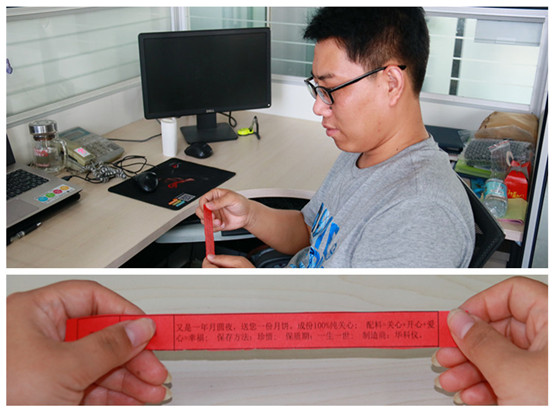 又是一年月圆夜，送您一份月饼。成份100%纯关心； 配料=关心+开心+爱
心=幸福； 保存方法：珍惜； 保质期：一生一世； 制造商：华科仪。